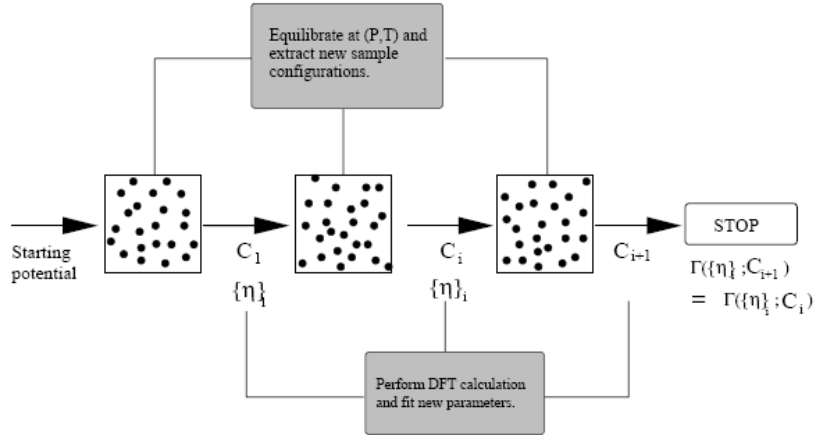 Equilibrate at (P,T) and
extract new sample
configurations.
Starting
potential
C₁
{η}₁
Cᵢ
{η}ᵢ
Cᵢ₊₁
STOP
Γ({η}ᵢ ;Cᵢ₊₁)
= Γ({η}ᵢ ;Cᵢ)
Perform DFT calculation
and fit new parameters.